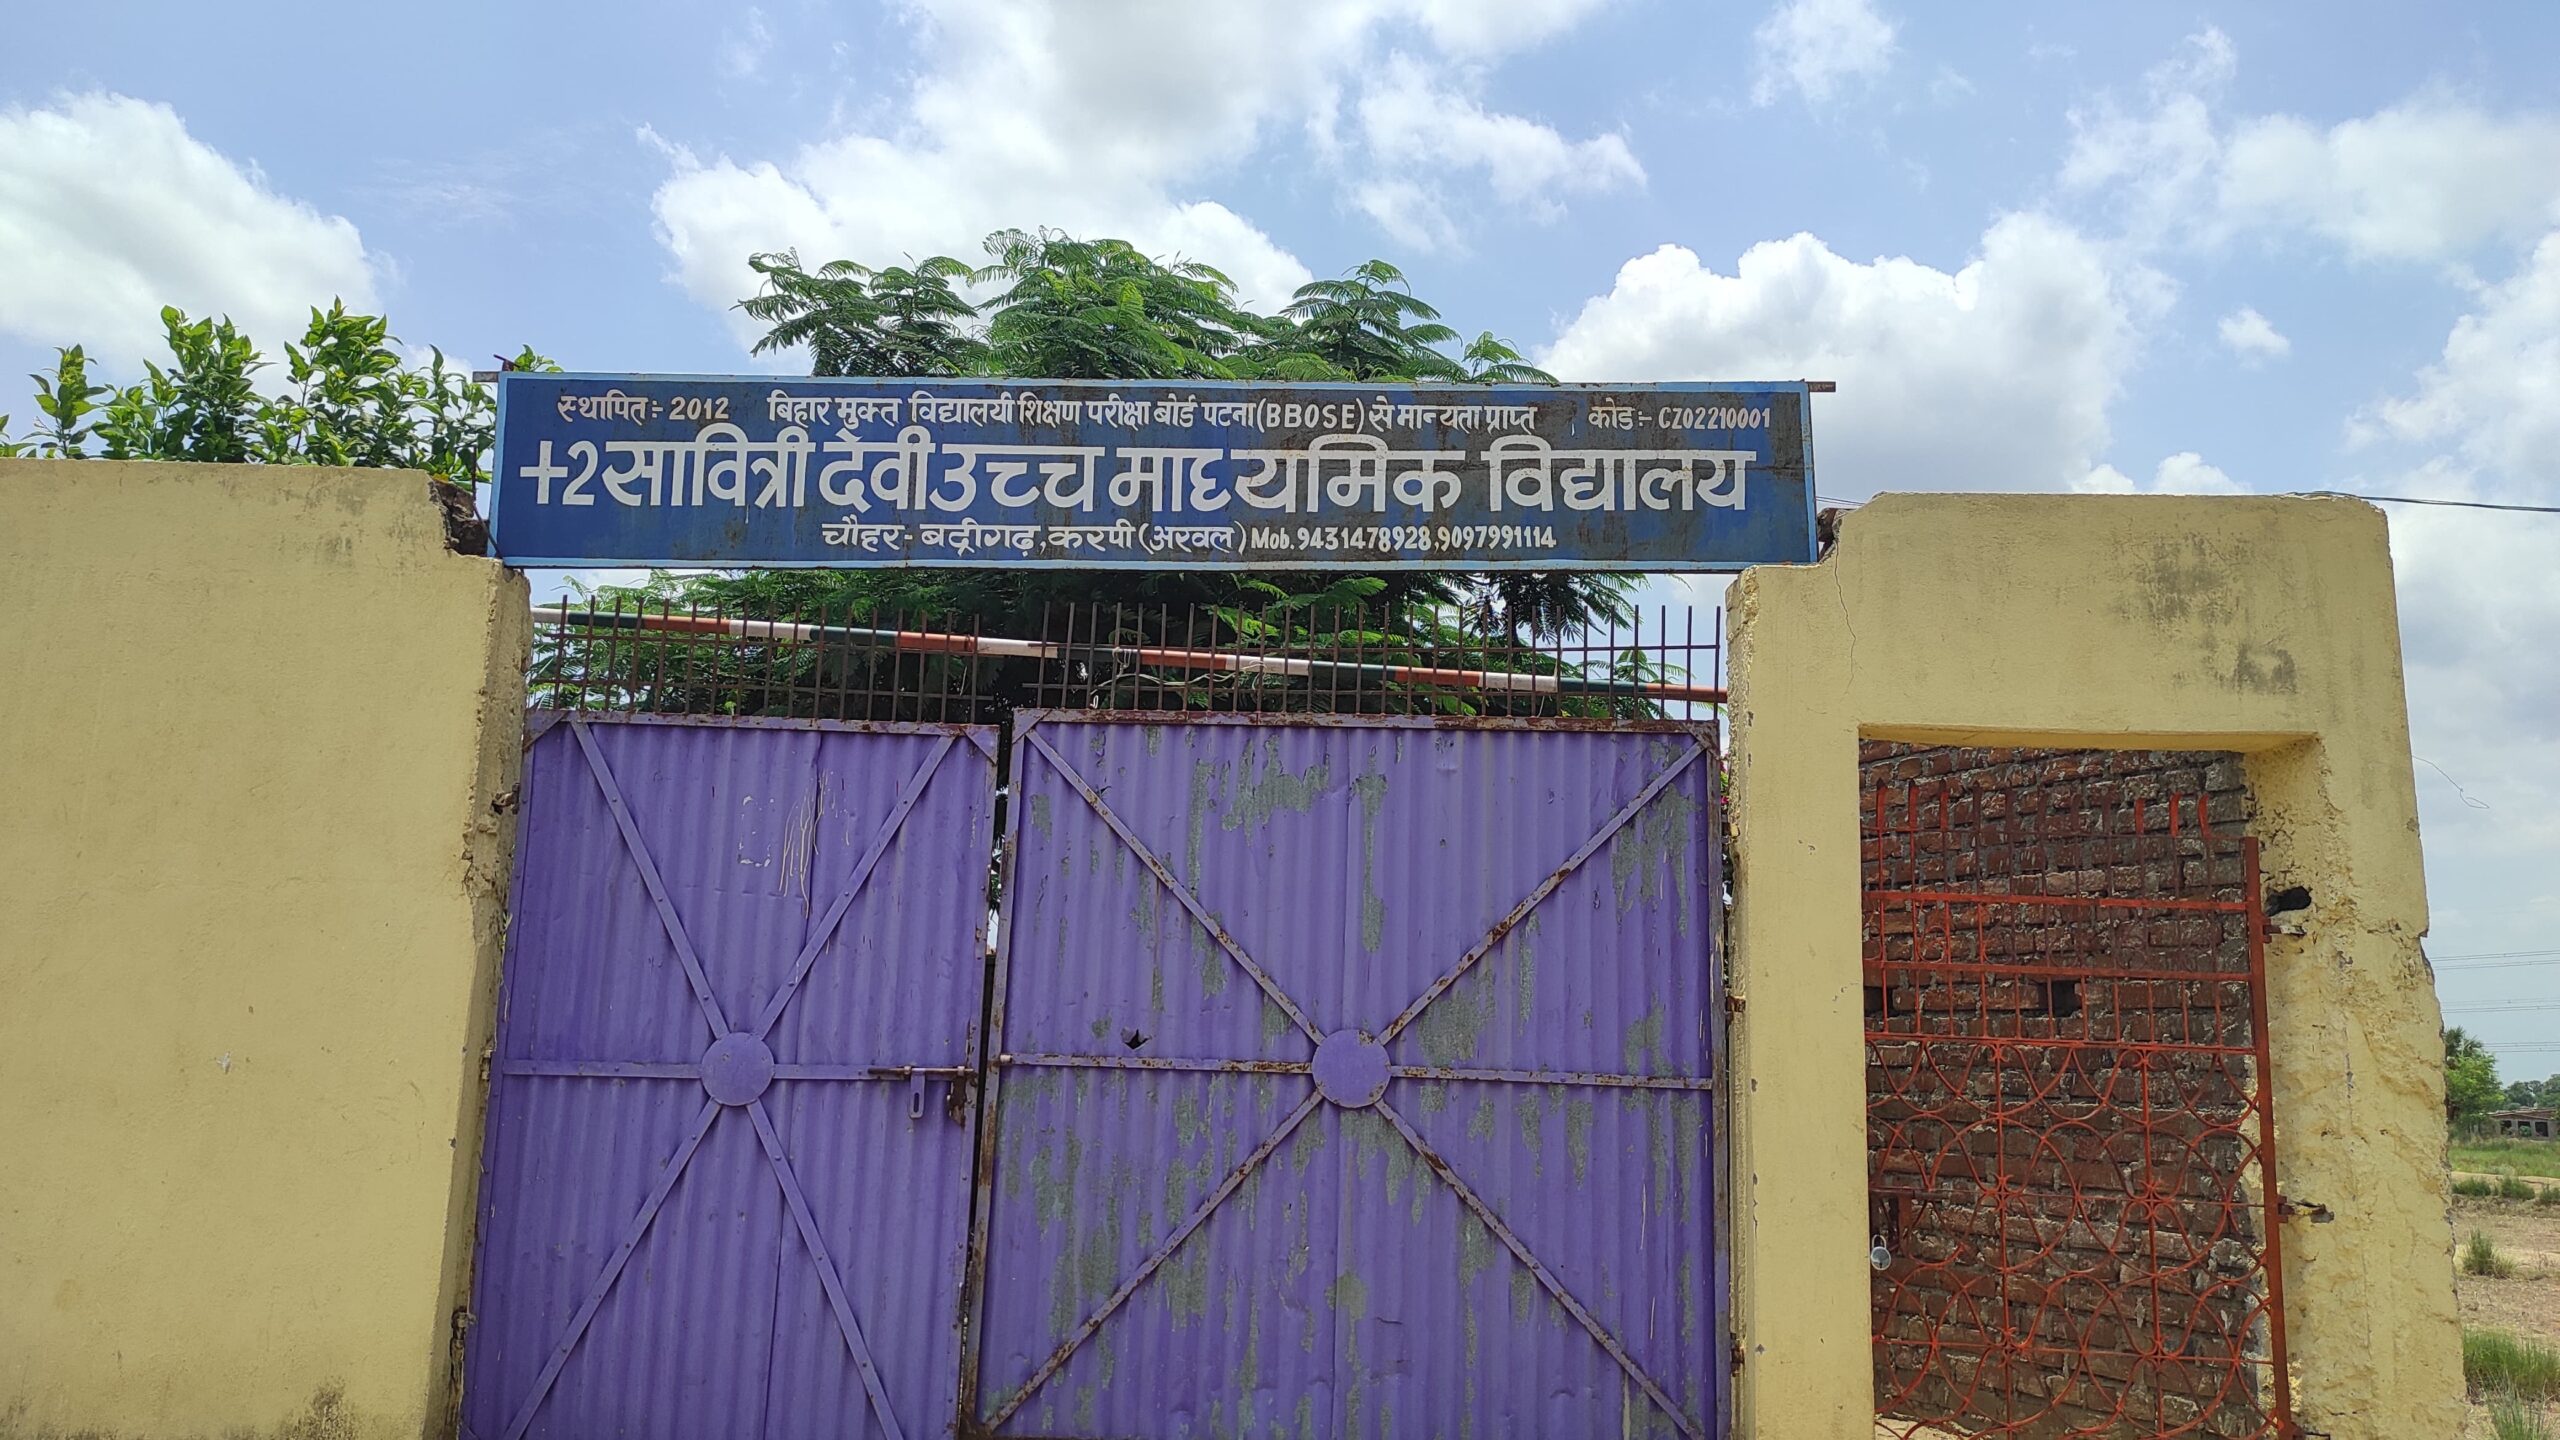 स्थापित:- 2012 बिहार मुक्त विद्यालयी शिक्षण परीक्षा बोर्ड पटना (BBOSE) से मान्यता प्राप्त कोड:- CZ02210001
+2 सावित्री देवी उच्च माध्यमिक विद्यालय
चौहर- बद्रीगढ़, करपी (अरवल) Mob. 9431478928, 9097991114